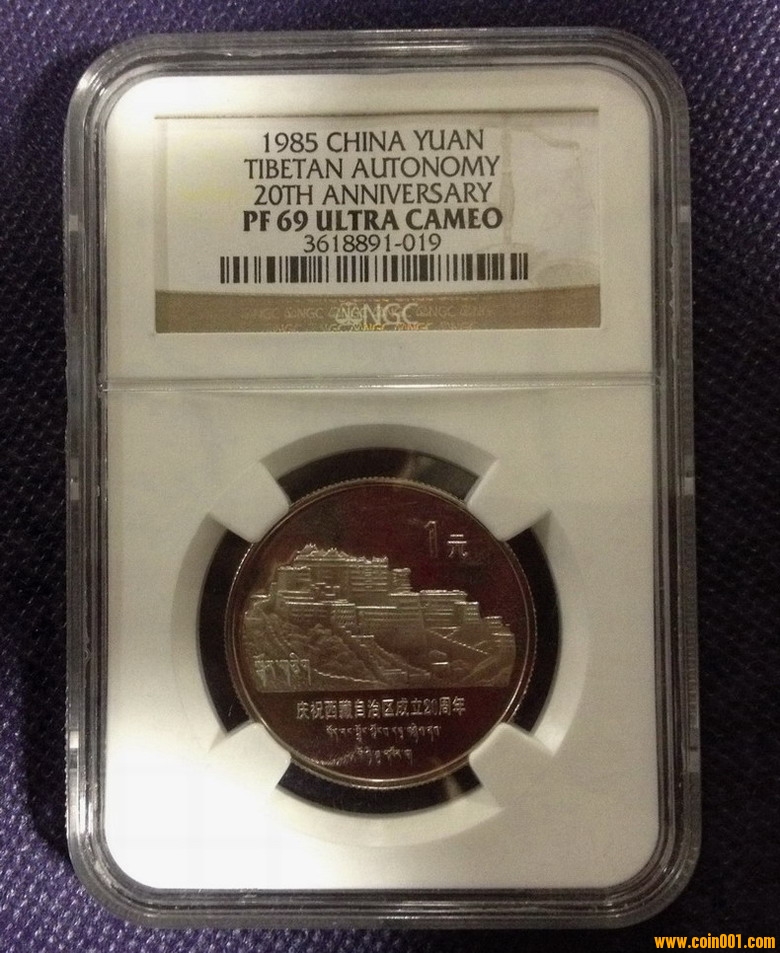 1985 CHINA YUAN
TIBETAN AUTONOMY
20TH ANNIVERSARY
PF 69 ULTRA CAMEO
3618891-019
NGC
1元
庆祝西藏自治区成立20周年
www.coin001.com